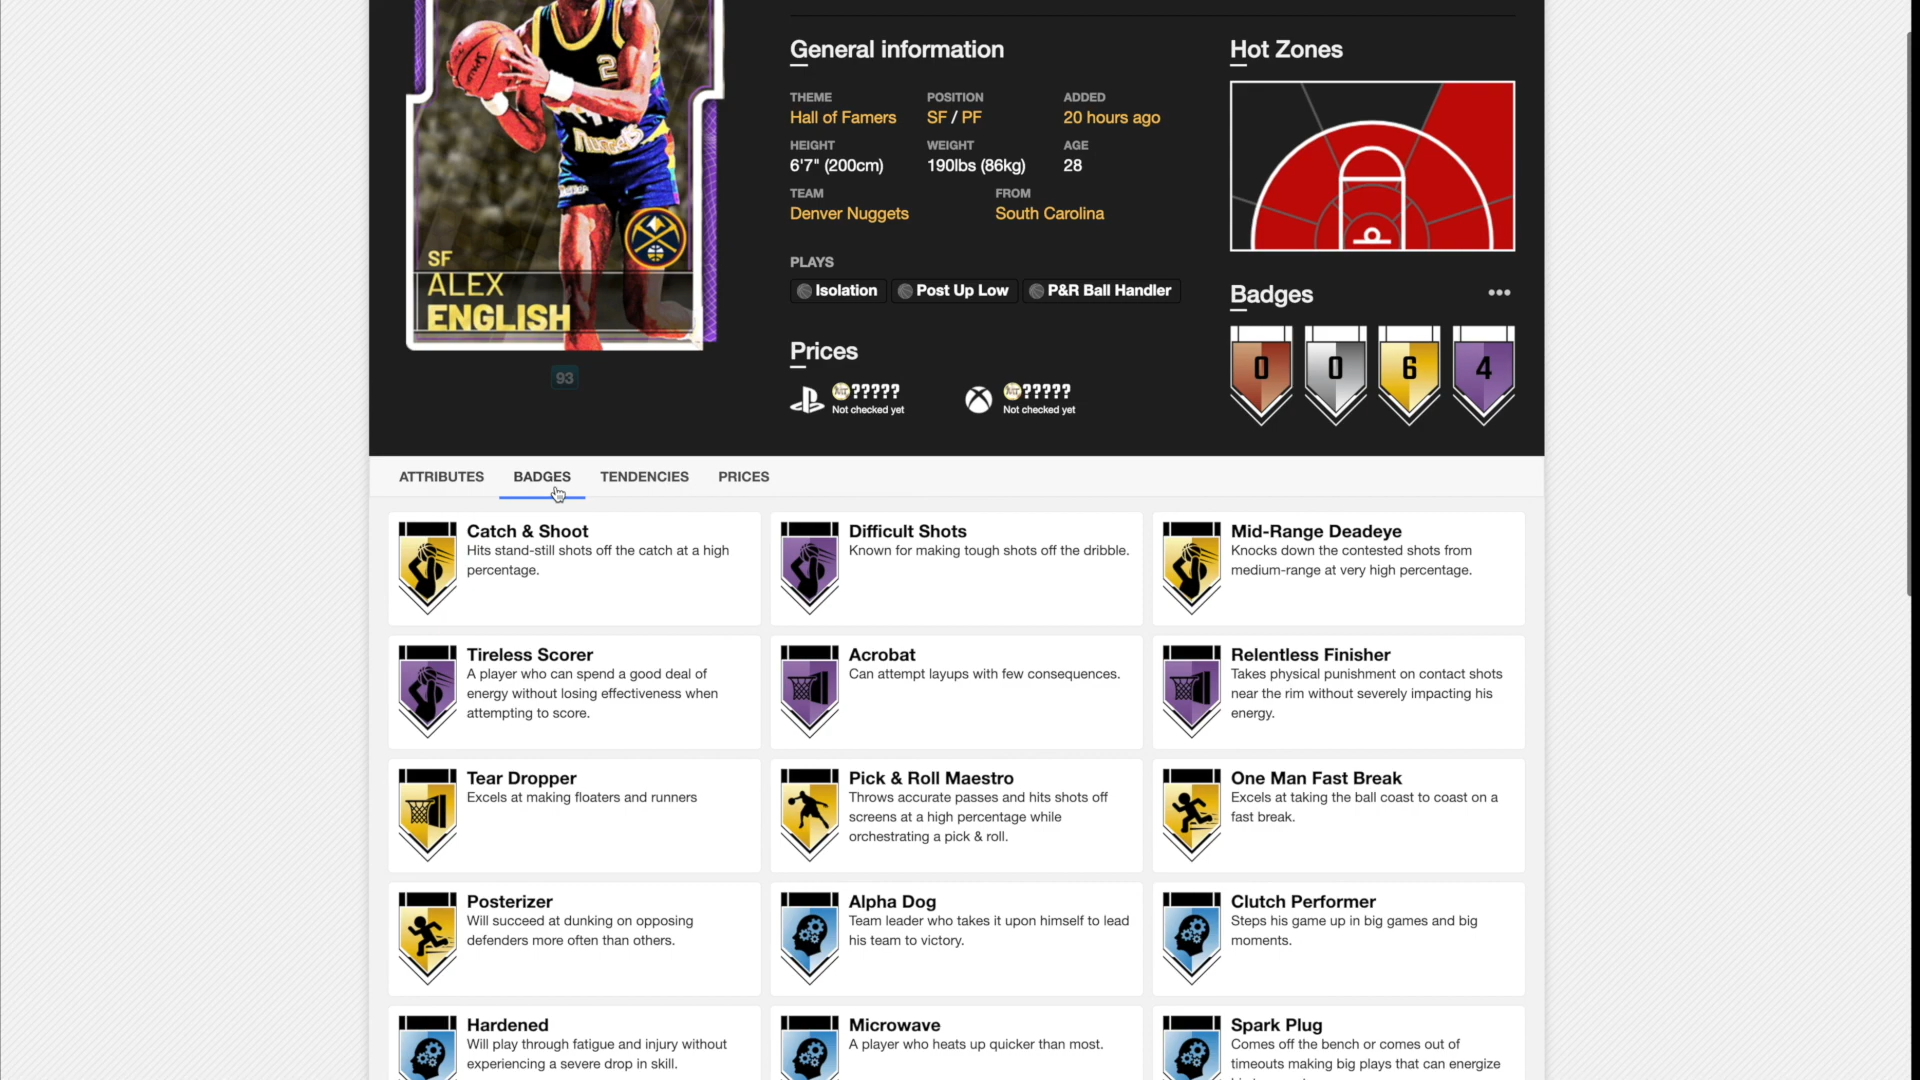 2
Nuggets
SF
ALEX
ENGLISH
93
General information
THEME
Hall of Famers
POSITION
SF / PF
ADDED
20 hours ago
HEIGHT
6'7" (200cm)
WEIGHT
190lbs (86kg)
AGE
28
TEAM
Denver Nuggets
FROM
South Carolina
PLAYS
Isolation
Post Up Low
P&R Ball Handler
Prices
?????
Not checked yet
?????
Not checked yet
Hot Zones
Badges
0
0
6
4
ATTRIBUTES
BADGES
TENDENCIES
PRICES
Catch & Shoot
Hits stand-still shots off the catch at a high
percentage.
Difficult Shots
Known for making tough shots off the dribble.
Mid-Range Deadeye
Knocks down the contested shots from
medium-range at very high percentage.
Tireless Scorer
A player who can spend a good deal of
energy without losing effectiveness when
attempting to score.
Acrobat
Can attempt layups with few consequences.
Relentless Finisher
Takes physical punishment on contact shots
near the rim without severely impacting his
energy.
Tear Dropper
Excels at making floaters and runners
Pick & Roll Maestro
Throws accurate passes and hits shots off
screens at a high percentage while
orchestrating a pick & roll.
One Man Fast Break
Excels at taking the ball coast to coast on a
fast break.
Posterizer
Will succeed at dunking on opposing
defenders more often than others.
Alpha Dog
Team leader who takes it upon himself to lead
his team to victory.
Clutch Performer
Steps his game up in big games and big
moments.
Hardened
Will play through fatigue and injury without
experiencing a severe drop in skill.
Microwave
A player who heats up quicker than most.
Spark Plug
Comes off the bench or comes out of
timeouts making big plays that can energize